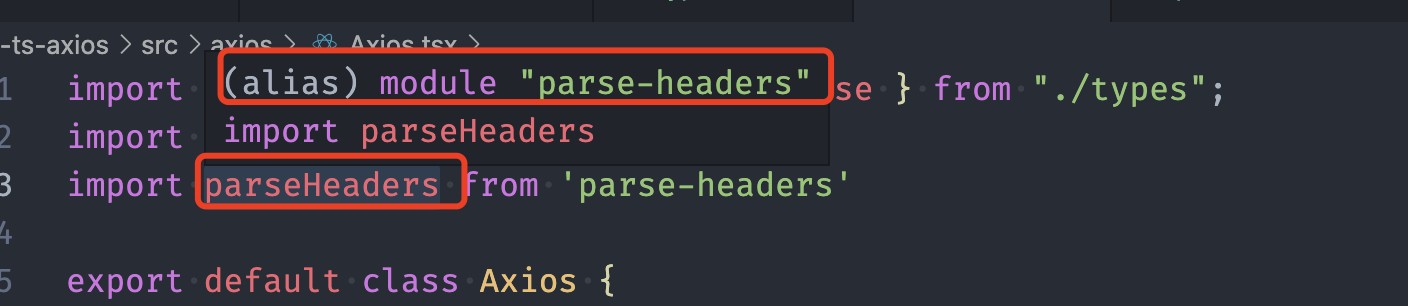 -ts-axios > src > axios > Axios.tsx >
(alias) module "parse-headers"
import parseHeaders
1 import se } from "./types";
2 import
3 import parseHeaders from 'parse-headers'
4
5 export default class Axios {